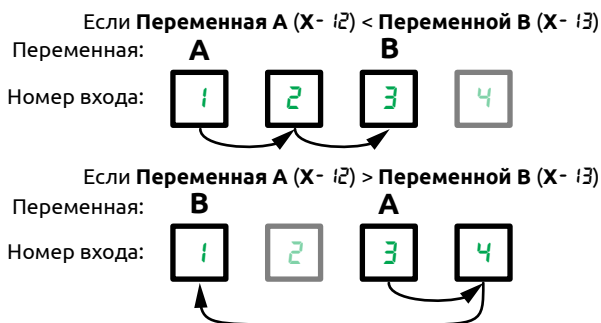 Если Переменная A (X- 12) < Переменной B (X- 13)
Переменная: A B
Номер входа: 1 2 3 4
Если Переменная A (X- 12) > Переменной B (X- 13)
Переменная: B A
Номер входа: 1 2 3 4